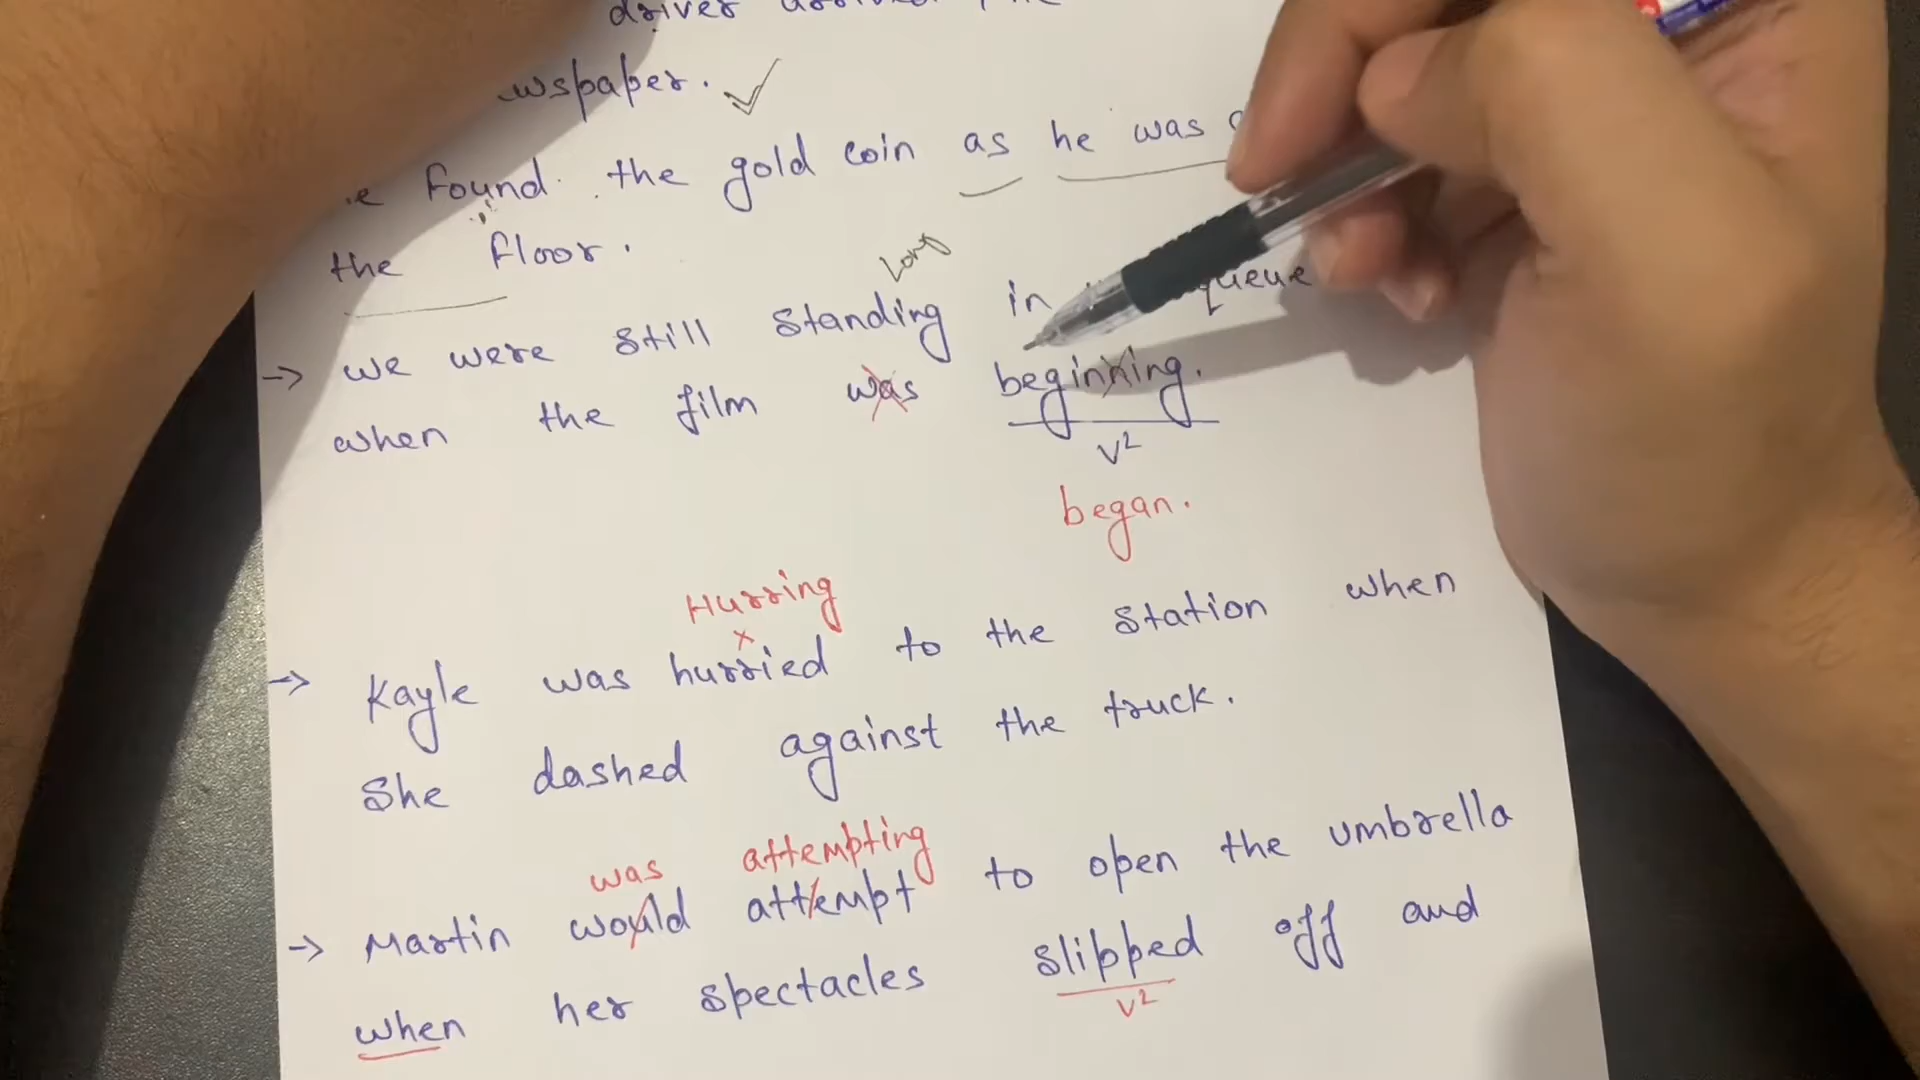 driver arrived
wspaper.
found the gold coin as he was
the floor.
Long
→ we were still standing in queue
when the film was beginning.
V²
began.
Hurring
→ Kayle was hurried to the station when
She dashed against the truck.
was attempting
→ Martin would attempt to open the umbrella
when her spectacles slipped off and
V²